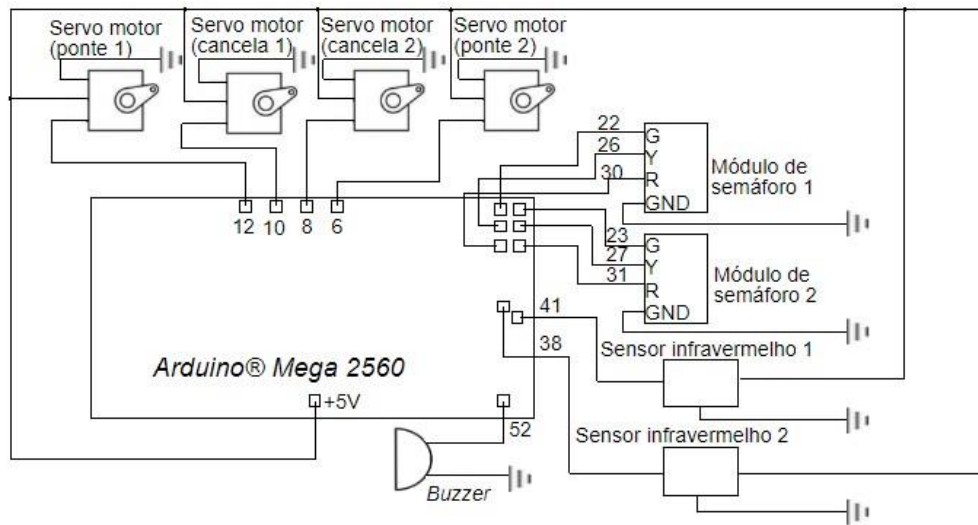 Servo motor
(ponte 1)
Servo motor
(cancela 1)
Servo motor
(cancela 2)
Servo motor
(ponte 2)
22
26
30
G
Y
R
GND
Módulo de
semáforo 1
12
10
8
6
23
27
31
G
Y
R
GND
Módulo de
semáforo 2
41
38
Sensor infravermelho 1
Arduino® Mega 2560
+5V
52
Sensor infravermelho 2
Buzzer